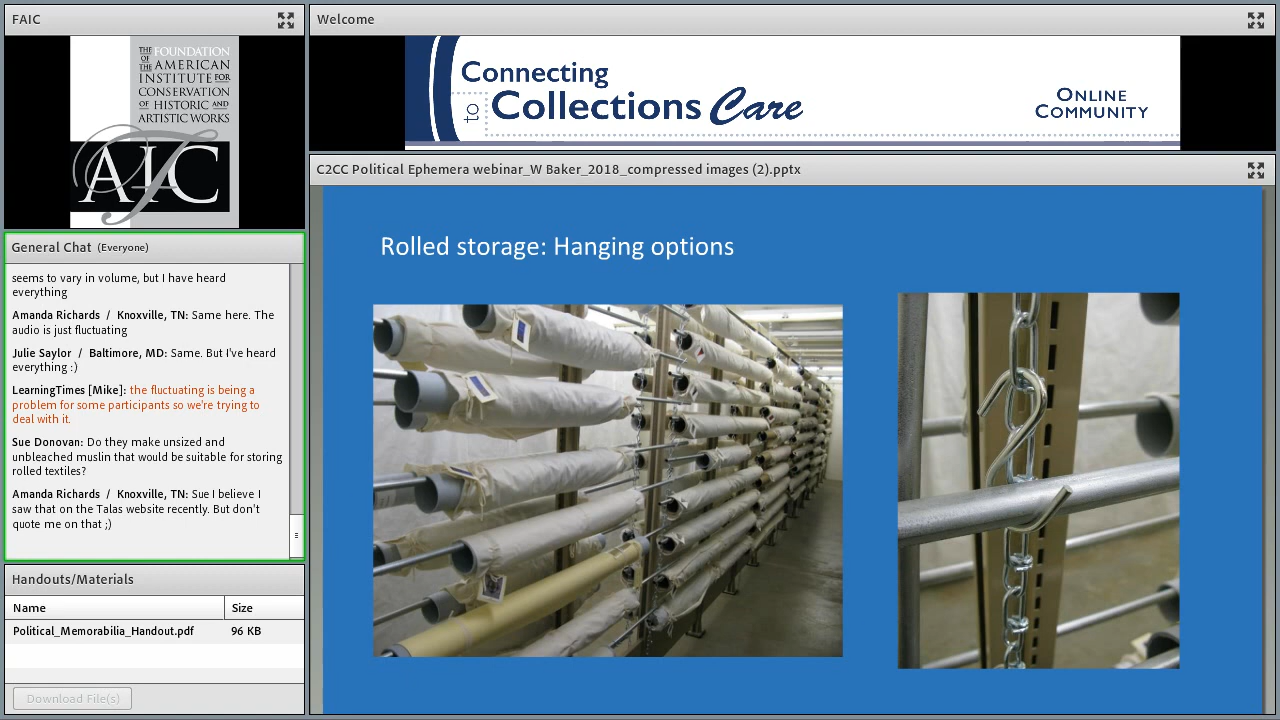 FAIC
THE FOUNDATION
OF THE AMERICAN
INSTITUTE FOR
CONSERVATION
OF HISTORIC AND
ARTISTIC WORKS
AIC
General Chat (Everyone)
seems to vary in volume, but I have heard
everything
Amanda Richards / Knoxville, TN: Same here. The
audio is just fluctuating
Julie Saylor / Baltimore, MD: Same. But I've heard
everything :)
LearningTimes [Mike]: the fluctuating is being a
problem for some participants so we're trying to
deal with it.
Sue Donovan: Do they make unsized and
unbleached muslin that would be suitable for storing
rolled textiles?
Amanda Richards / Knoxville, TN: Sue I believe I
saw that on the Talas website recently. But don't
quote me on that ;)
Handouts/Materials
Name Size
Political_Memorabilia_Handout.pdf 96 KB
Download File(s)
Welcome
Connecting
to Collections Care
ONLINE
COMMUNITY
C2CC Political Ephemera webinar_W Baker_2018_compressed images (2).pptx
Rolled storage: Hanging options